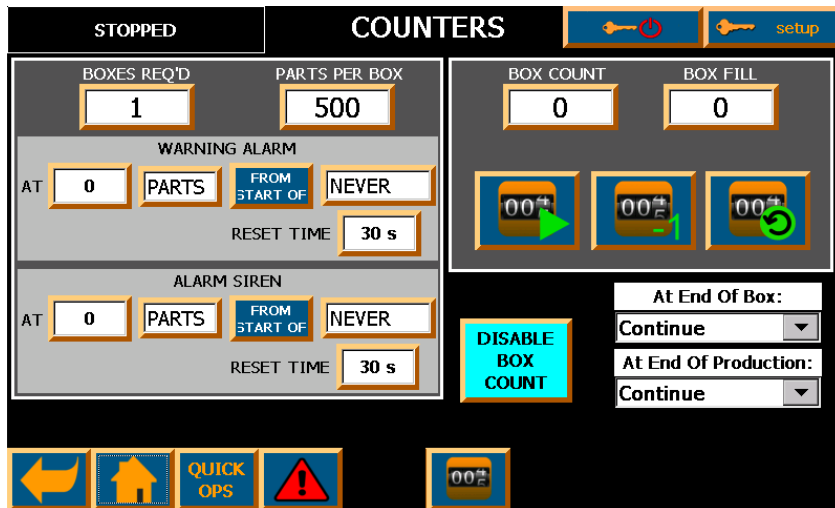 STOPPED
COUNTERS
setup
BOXES REQ'D
PARTS PER BOX
1
500
WARNING ALARM
AT
0
PARTS
FROM
START OF
NEVER
RESET TIME
30 s
ALARM SIREN
AT
0
PARTS
FROM
START OF
NEVER
RESET TIME
30 s
BOX COUNT
BOX FILL
0
0
-1
DISABLE
BOX
COUNT
At End Of Box:
Continue
At End Of Production:
Continue
QUICK
OPS